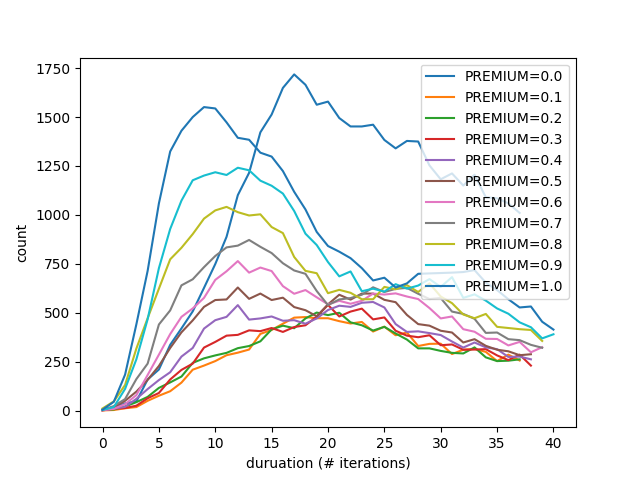 1750
1500
1250
1000
750
500
250
0
count
0 5 10 15 20 25 30 35 40
duruation (# iterations)
PREMIUM=0.0
PREMIUM=0.1
PREMIUM=0.2
PREMIUM=0.3
PREMIUM=0.4
PREMIUM=0.5
PREMIUM=0.6
PREMIUM=0.7
PREMIUM=0.8
PREMIUM=0.9
PREMIUM=1.0